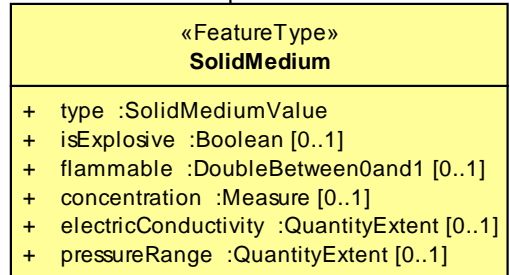 «FeatureType»
SolidMedium
+ type :SolidMediumValue
+ isExplosive :Boolean [0..1]
+ flammable :DoubleBetween0and1 [0..1]
+ concentration :Measure [0..1]
+ electricConductivity :QuantityExtent [0..1]
+ pressureRange :QuantityExtent [0..1]